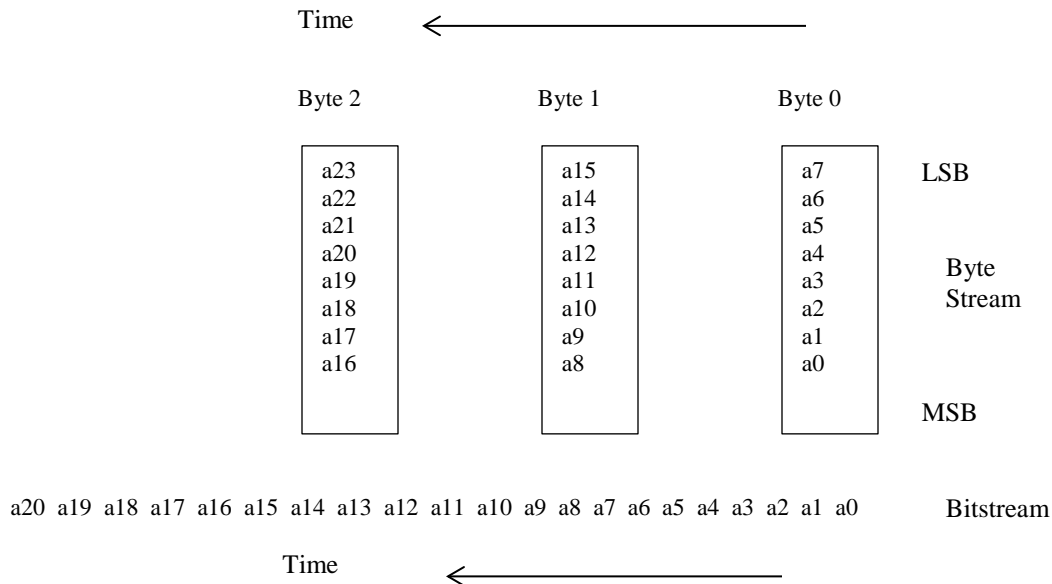 Time
Byte 2 Byte 1 Byte 0
a23 a15 a7 LSB
a22 a14 a6
a21 a13 a5
a20 a12 a4
a19 a11 a3 Byte
a18 a10 a2 Stream
a17 a9 a1
a16 a8 a0
MSB
a20 a19 a18 a17 a16 a15 a14 a13 a12 a11 a10 a9 a8 a7 a6 a5 a4 a3 a2 a1 a0 Bitstream
Time